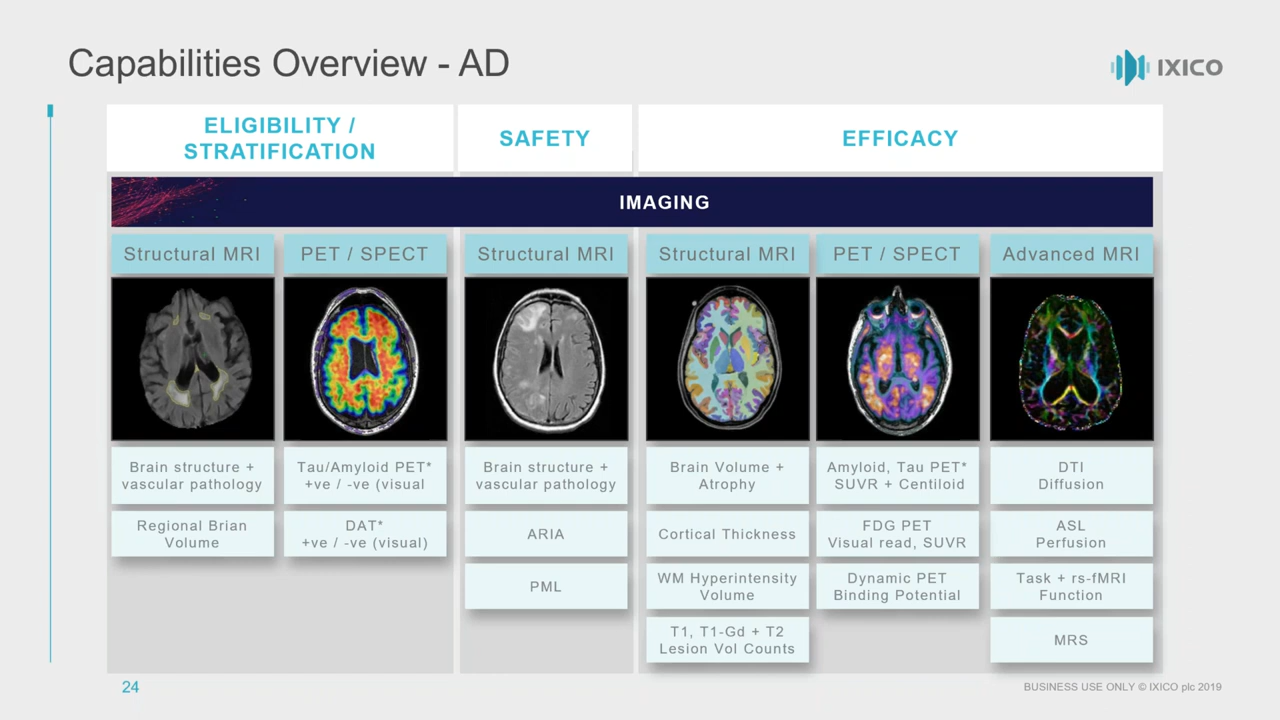 Capabilities Overview - AD
IXICO
ELIGIBILITY /
STRATIFICATION
SAFETY
EFFICACY
IMAGING
Structural MRI
PET / SPECT
Structural MRI
Structural MRI
PET / SPECT
Advanced MRI
Brain structure +
vascular pathology
Tau/Amyloid PET*
+ve / -ve (visual
Brain structure +
vascular pathology
Brain Volume +
Atrophy
Amyloid, Tau PET*
SUVR + Centiloid
DTI
Diffusion
Regional Brian
Volume
DAT*
+ve / -ve (visual)
ARIA
Cortical Thickness
FDG PET
Visual read, SUVR
ASL
Perfusion
PML
WM Hyperintensity
Volume
Dynamic PET
Binding Potential
Task + rs-fMRI
Function
T1, T1-Gd + T2
Lesion Vol Counts
MRS
24
BUSINESS USE ONLY © IXICO plc 2019